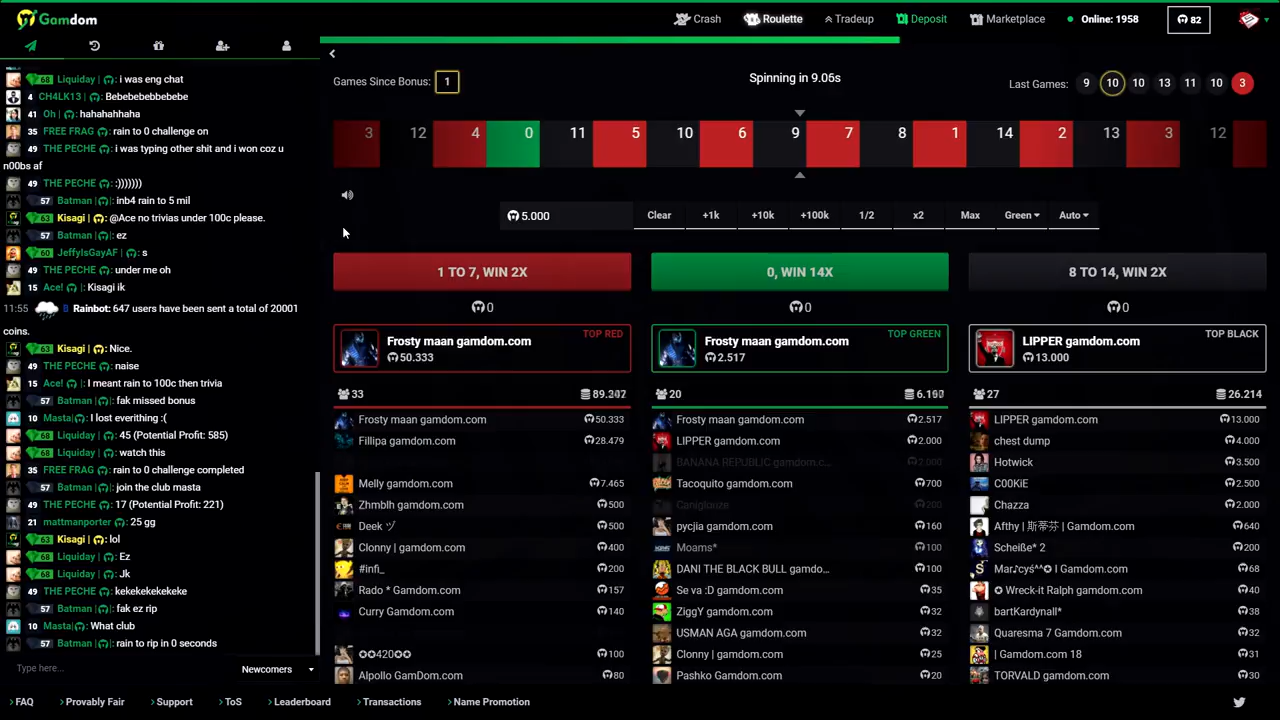 Gamdom
Crash
Roulette
Tradeup
Deposit
Marketplace
Online: 1958
82
68 Liquiday | : i was eng chat
4 CH4LK13 | : Bebebebebbebebe
41 Oh | : hahahahhaha
35 FREE FRAG : rain to 0 challenge on
49 THE PECHE : i was typing other shit and i won coz u
n00bs af
49 THE PECHE : :)))))))
57 Batman | : inb4 rain to 5 mil
63 Kisagi | : @Ace no trivias under 100c please.
57 Batman | : ez
60 JeffyIsGayAF | : s
49 THE PECHE : under me oh
15 Ace! | : Kisagi ik
11:55 B Rainbot: 647 users have been sent a total of 20001
coins.
63 Kisagi | : Nice.
49 THE PECHE : naise
15 Ace! | : I meant rain to 100c then trivia
57 Batman | : fak missed bonus
10 Masta| : I lost everithing :(
68 Liquiday | : 45 (Potential Profit: 585)
68 Liquiday | : watch this
35 FREE FRAG : rain to 0 challenge completed
57 Batman | : join the club masta
49 THE PECHE : 17 (Potential Profit: 221)
21 mattmanporter : 25 gg
63 Kisagi | : lol
68 Liquiday | : Ez
68 Liquiday | : Jk
49 THE PECHE : kekekekekekeke
57 Batman | : fak ez rip
10 Masta| : What club
57 Batman | : rain to rip in 0 seconds
Type here...
Newcomers
Games Since Bonus: 1
Spinning in 9.06s
Last Games: 9 10 10 13 11 10 3
3 12 4 0 11 5 10 6 9 7 8 1 14 2 13 3 12
5.000
Clear
+1k
+10k
+100k
1/2
x2
Max
Green
Auto
1 TO 7, WIN 2X
0
TOP RED
Frosty maan gamdom.com
50.333
33
Frosty maan gamdom.com 50.333
Fillipa gamdom.com 28.479
Melly gamdom.com 7.465
Zhmblh gamdom.com 500
Deek ヅ 500
Clonny | gamdom.com 400
#infi_ 200
Rado * Gamdom.com 157
Curry Gamdom.com 140
✪✪420✪✪ 100
Alpollo GamDom.com 80
0, WIN 14X
0
TOP GREEN
Frosty maan gamdom.com
2.517
20
Frosty maan gamdom.com 2.517
LIPPER gamdom.com 2.000
BANANA REPUBLIC gamdom.c... 2.000
Tacoquito gamdom.com 700
Caniglouze 200
pycjia gamdom.com 160
Moams* 100
DANI THE BLACK BULL gamdo... 100
Se va :D gamdom.com 35
ZiggY gamdom.com 32
USMAN AGA gamdom.com 32
Clonny | gamdom.com 25
Pashko Gamdom.com 20
8 TO 14, WIN 2X
0
TOP BLACK
LIPPER gamdom.com
13.000
27
26.214
LIPPER gamdom.com 13.000
chest dump 4.000
Hotwick 3.500
C00KiE 2.500
Chazza 2.000
Afthy | 斯蒂芬 | Gamdom.com 640
Scheiße* 2 200
Mar♪cyś^^✪ I Gamdom.com 68
✪ Wreck-it Ralph gamdom.com 40
bartKardynall* 38
Quaresma 7 Gamdom.com 32
| Gamdom.com 18 31
TORVALD gamdom.com 30
FAQ
Provably Fair
Support
ToS
Leaderboard
Transactions
Name Promotion